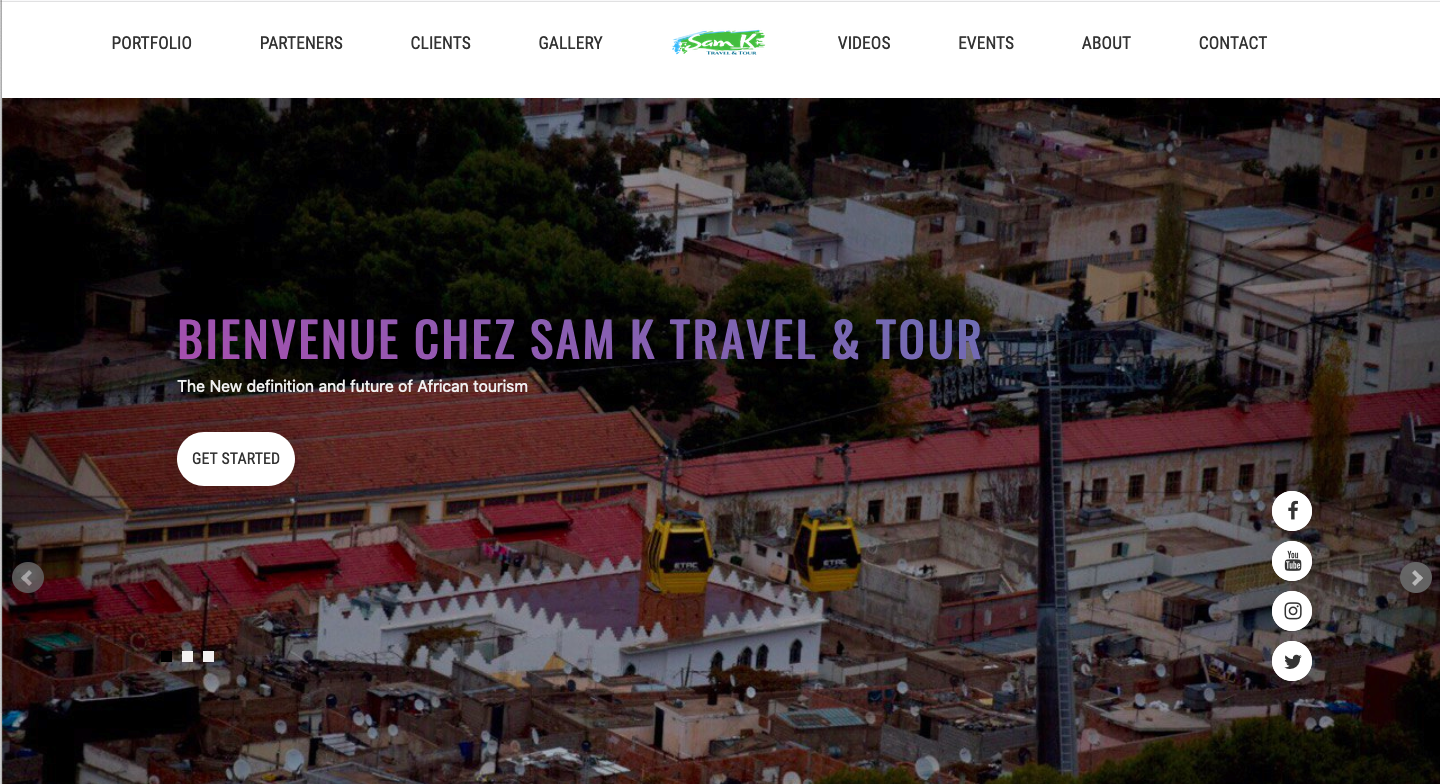 PORTFOLIO
PARTENERS
CLIENTS
GALLERY
Sam K
TRAVEL & TOUR
VIDEOS
EVENTS
ABOUT
CONTACT
BIENVENUE CHEZ SAM K TRAVEL & TOUR
The New definition and future of African tourism
GET STARTED
ETAC
ETAC
You
Tube